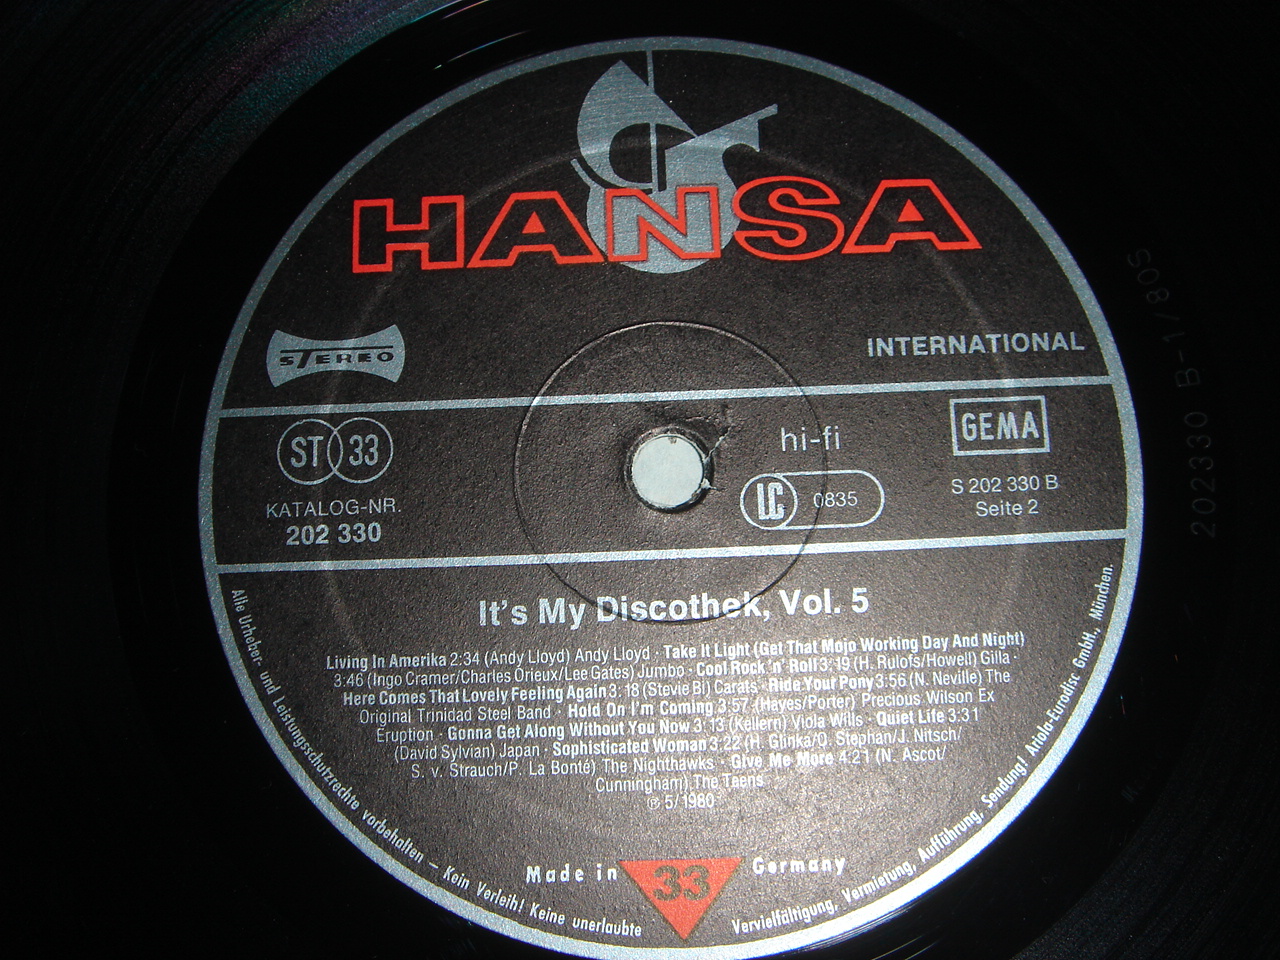 HANSA
STEREO
INTERNATIONAL
ST 33
KATALOG-NR.
202 330
hi-fi
LC 0835
GEMA
S 202 330 B
Seite 2
It's My Discothek, Vol. 5
Living In Amerika 2:34 (Andy Lloyd) Andy Lloyd · Take It Light (Get That Mojo Working Day And Night)
3:46 (Ingo Cramer/Charles Orieux/Lee Gates) Jumbo · Cool Rock 'n' Roll 3:19 (H. Rulofs/Howell) Gilla ·
Here Comes That Lovely Feeling Again 3:18 (Stevie Bi) Carats · Ride Your Pony 3:56 (N. Neville) The
Original Trinidad Steel Band · Hold On I'm Coming 3:57 (Hayes/Porter) Precious Wilson Ex
Eruption · Gonna Get Along Without You Now 3:13 (Kellern) Viola Wills · Quiet Life 3:31
(David Sylvian) Japan · Sophisticated Woman 3:22 (H. Glinka/O. Stephan/J. Nitsch/
S. v. Strauch/P. La Bonté) The Nighthawks · Give Me More 4:21 (N. Ascot/
Cunningham) The Teens
℗ 5/1980
Made in 33 Germany
Alle Urheber- und Leistungsschutzrechte vorbehalten – Kein Verleih! Keine unerlaubte Vervielfältigung, Vermietung, Aufführung, Sendung! Ariola-Eurodisc GmbH., München.
202330 B-1/80S